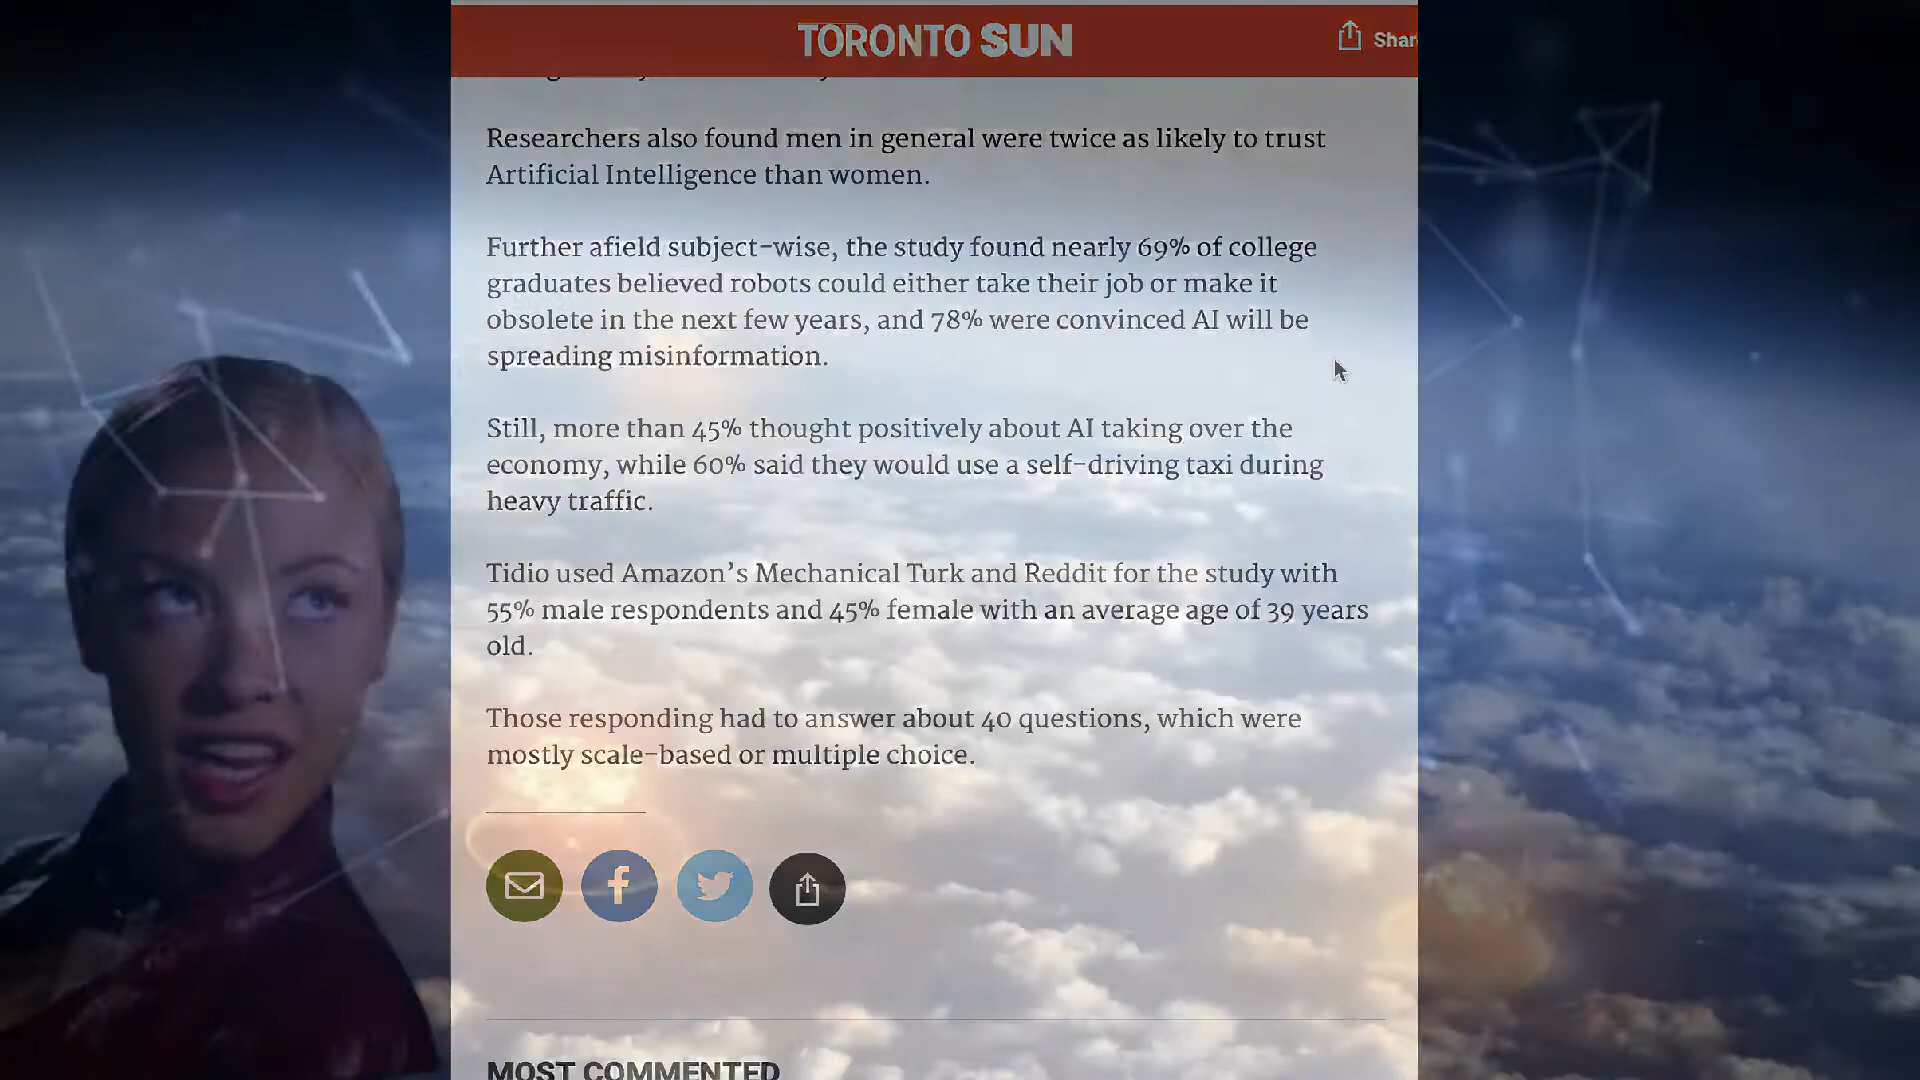 TORONTO SUN
Researchers also found men in general were twice as likely to trust
Artificial Intelligence than women.
Further afield subject-wise, the study found nearly 69% of college
graduates believed robots could either take their job or make it
obsolete in the next few years, and 78% were convinced AI will be
spreading misinformation.
Still, more than 45% thought positively about AI taking over the
economy, while 60% said they would use a self-driving taxi during
heavy traffic.
Tidio used Amazon’s Mechanical Turk and Reddit for the study with
55% male respondents and 45% female with an average age of 39 years
old.
Those responding had to answer about 40 questions, which were
mostly scale-based or multiple choice.
MOST COMMENTED